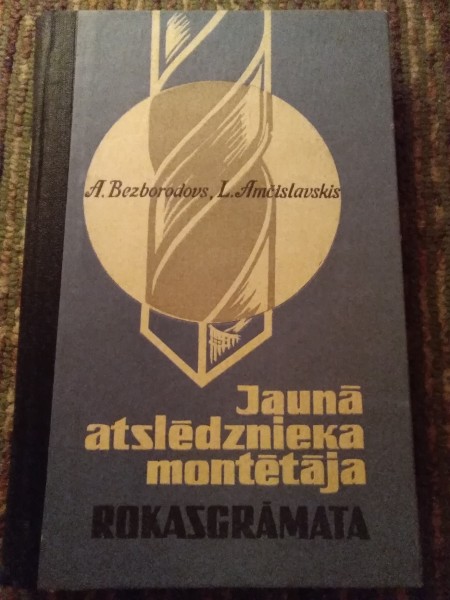 A. Bezborodovs, L. Amčislavskis
Jaunā
atslēdznieka
montētāja
ROKASGRĀMATA